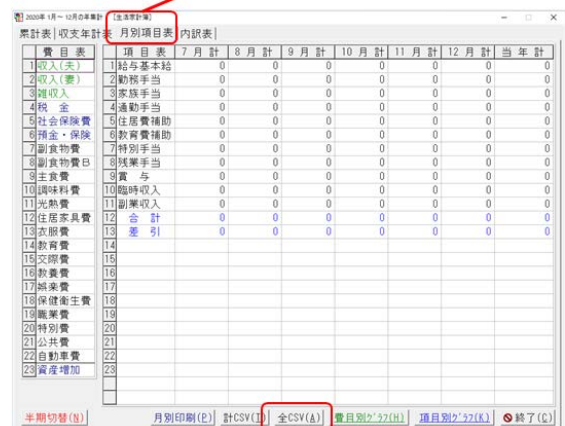 2020年 1月～ 12月の年集計 [生活家計簿]
累計表 収支年計表 月別項目表 内訳表
費 目 表 項 目 表 7 月 計 8 月 計 9 月 計 10 月 計 11 月 計 12 月 計 当 年 計
1 収入(夫) 1 給与基本給 0 0 0 0 0 0 0
2 収入(妻) 2 勤務手当 0 0 0 0 0 0 0
3 雑収入 3 家族手当 0 0 0 0 0 0 0
4 税 金 4 通勤手当 0 0 0 0 0 0 0
5 社会保険費 5 住居費補助 0 0 0 0 0 0 0
6 預金・保険 6 教育費補助 0 0 0 0 0 0 0
7 副食物費 7 特別手当 0 0 0 0 0 0 0
8 副食物費B 8 残業手当 0 0 0 0 0 0 0
9 主食費 9 賞 与 0 0 0 0 0 0 0
10 調味料費 10 臨時収入 0 0 0 0 0 0 0
11 光熱費 11 副業収入 0 0 0 0 0 0 0
12 住居家具費 12 合 計 0 0 0 0 0 0 0
13 衣服費 13 差 引 0 0 0 0 0 0 0
14 教育費 14
15 交際費 15
16 教養費 16
17 娯楽費 17
18 保健衛生費 18
19 職業費 19
20 特別費 20
21 公共費 21
22 自動車費 22
23 資産増加 23
半期切替(N) 月別印刷(P) 計CSV(I) 全CSV(A) 費目別グラフ(H) 項目別グラフ(K) 終了(C)